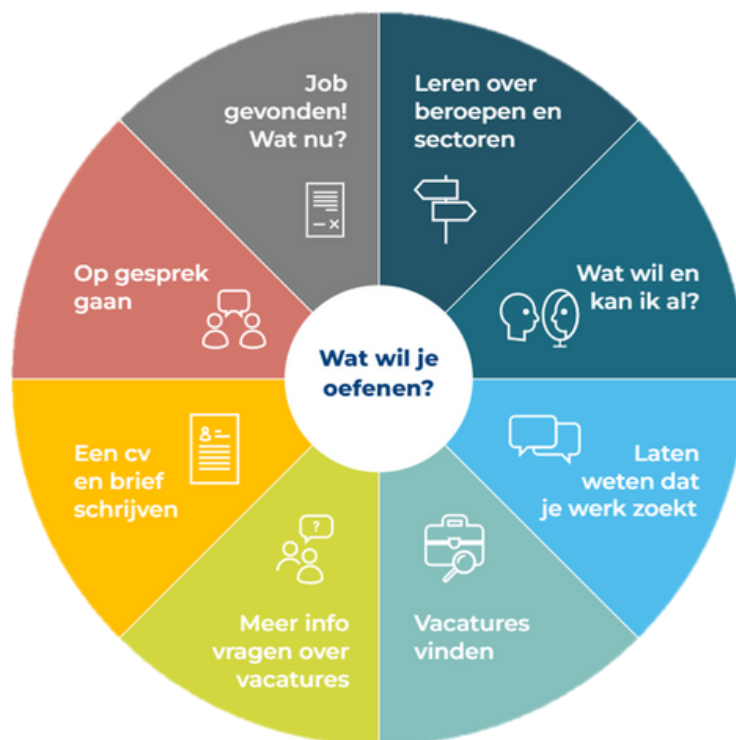 Job
gevonden!
Wat nu?
Leren over
beroepen en
sectoren
Wat wil en
kan ik al?
Laten
weten dat
je werk zoekt
Vacatures
vinden
Meer info
vragen over
vacatures
Een cv
en brief
schrijven
Op gesprek
gaan
Wat wil je
oefenen?
?